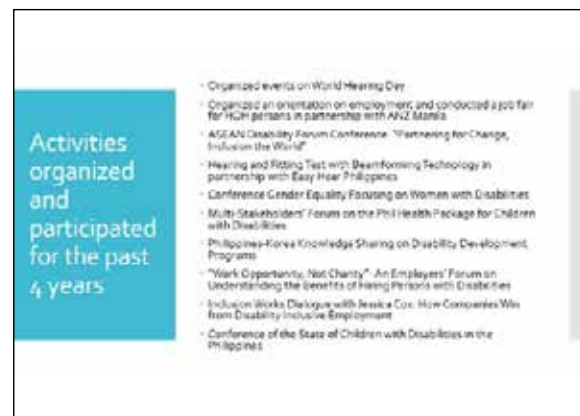 Activities
organized
and
participated
for the past
4 years
· Organized events on World Hearing Day
· Organized an orientation on employment and conducted a job fair
for HOH persons in partnership with ANZ Manila
· ASEAN Disability Forum Conference "Partnering for Change,
Inclusion the World"
· Hearing and Fitting Test with Beamforming Technology in
partnership with Easy Hear Philippines
· Conference Gender Equality Focusing on Women with Disabilities
· Multi-Stakeholders' Forum on the Phil Health Package for Children
with Disabilities
· Philippines-Korea Knowledge Sharing on Disability Development
Programs
· "Work Opportunity, Not Charity" An Employers' Forum on
Understanding the Benefits of Hiring Persons with Disabilities
· Inclusion Works Dialogue with Jessica Cox: How Companies Win
from Disability Inclusive Employment
· Conference of the State of Children with Disabilities in the
Philippines